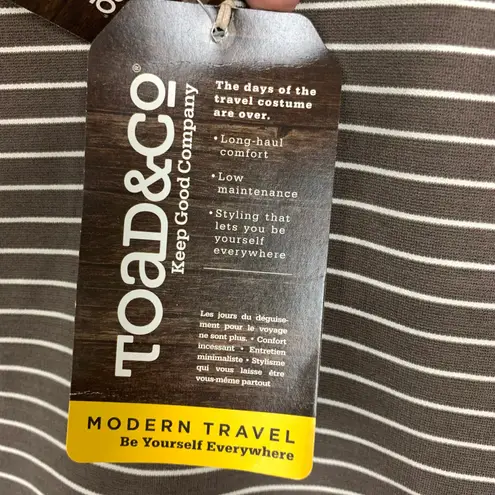 TOAD&CO®
Keep Good Company
The days of the
travel costume
are over.
• Long-haul
comfort
• Low
maintenance
• Styling that
lets you be
yourself
everywhere
Les jours du déguise-
ment pour le voyage
ne sont plus. • Confort
incessant • Entretien
minimaliste • Stylisme
qui vous laisse être
vous-même partout
MODERN TRAVEL
Be Yourself Everywhere